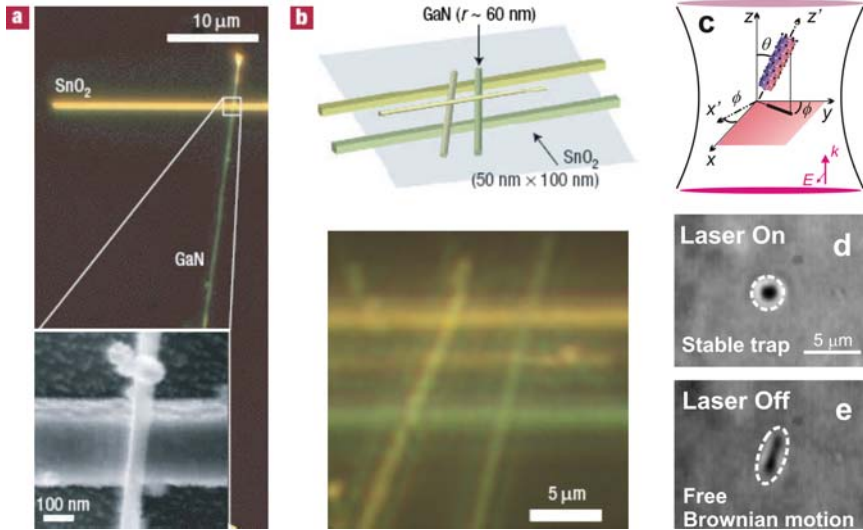 a
10 μm
SnO₂
GaN
100 nm
b
GaN (r ~ 60 nm)
SnO₂
(50 nm × 100 nm)
5 μm
c
z
z'
θ
x'
ϕ
ϕ
y
x
E
k
Laser On
d
Stable trap
5 μm
Laser Off
e
Free
Brownian motion